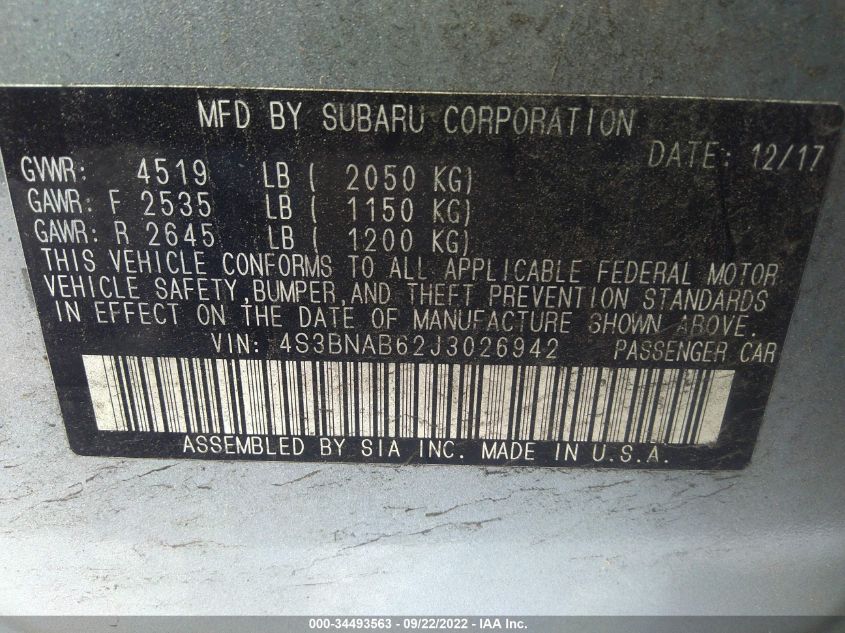 MFD BY SUBARU CORPORATION
DATE: 12/17
GVWR: 4519 LB ( 2050 KG)
GAWR: F 2535 LB ( 1150 KG)
GAWR: R 2645 LB ( 1200 KG)
THIS VEHICLE CONFORMS TO ALL APPLICABLE FEDERAL MOTOR
VEHICLE SAFETY,BUMPER,AND THEFT PREVENTION STANDARDS
IN EFFECT ON THE DATE OF MANUFACTURE SHOWN ABOVE.
VIN: 4S3BNAB62J3026942 PASSENGER CAR
ASSEMBLED BY SIA INC. MADE IN U.S.A.
000-34493563 - 09/22/2022 - IAA Inc.